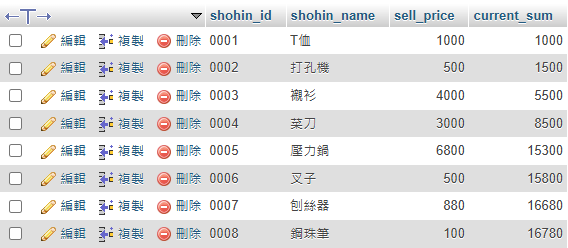 shohin_id shohin_name sell_price current_sum
編輯 複製 刪除 0001 T恤 1000 1000
編輯 複製 刪除 0002 打孔機 500 1500
編輯 複製 刪除 0003 襯衫 4000 5500
編輯 複製 刪除 0004 菜刀 3000 8500
編輯 複製 刪除 0005 壓力鍋 6800 15300
編輯 複製 刪除 0006 叉子 500 15800
編輯 複製 刪除 0007 刨絲器 880 16680
編輯 複製 刪除 0008 鋼珠筆 100 16780